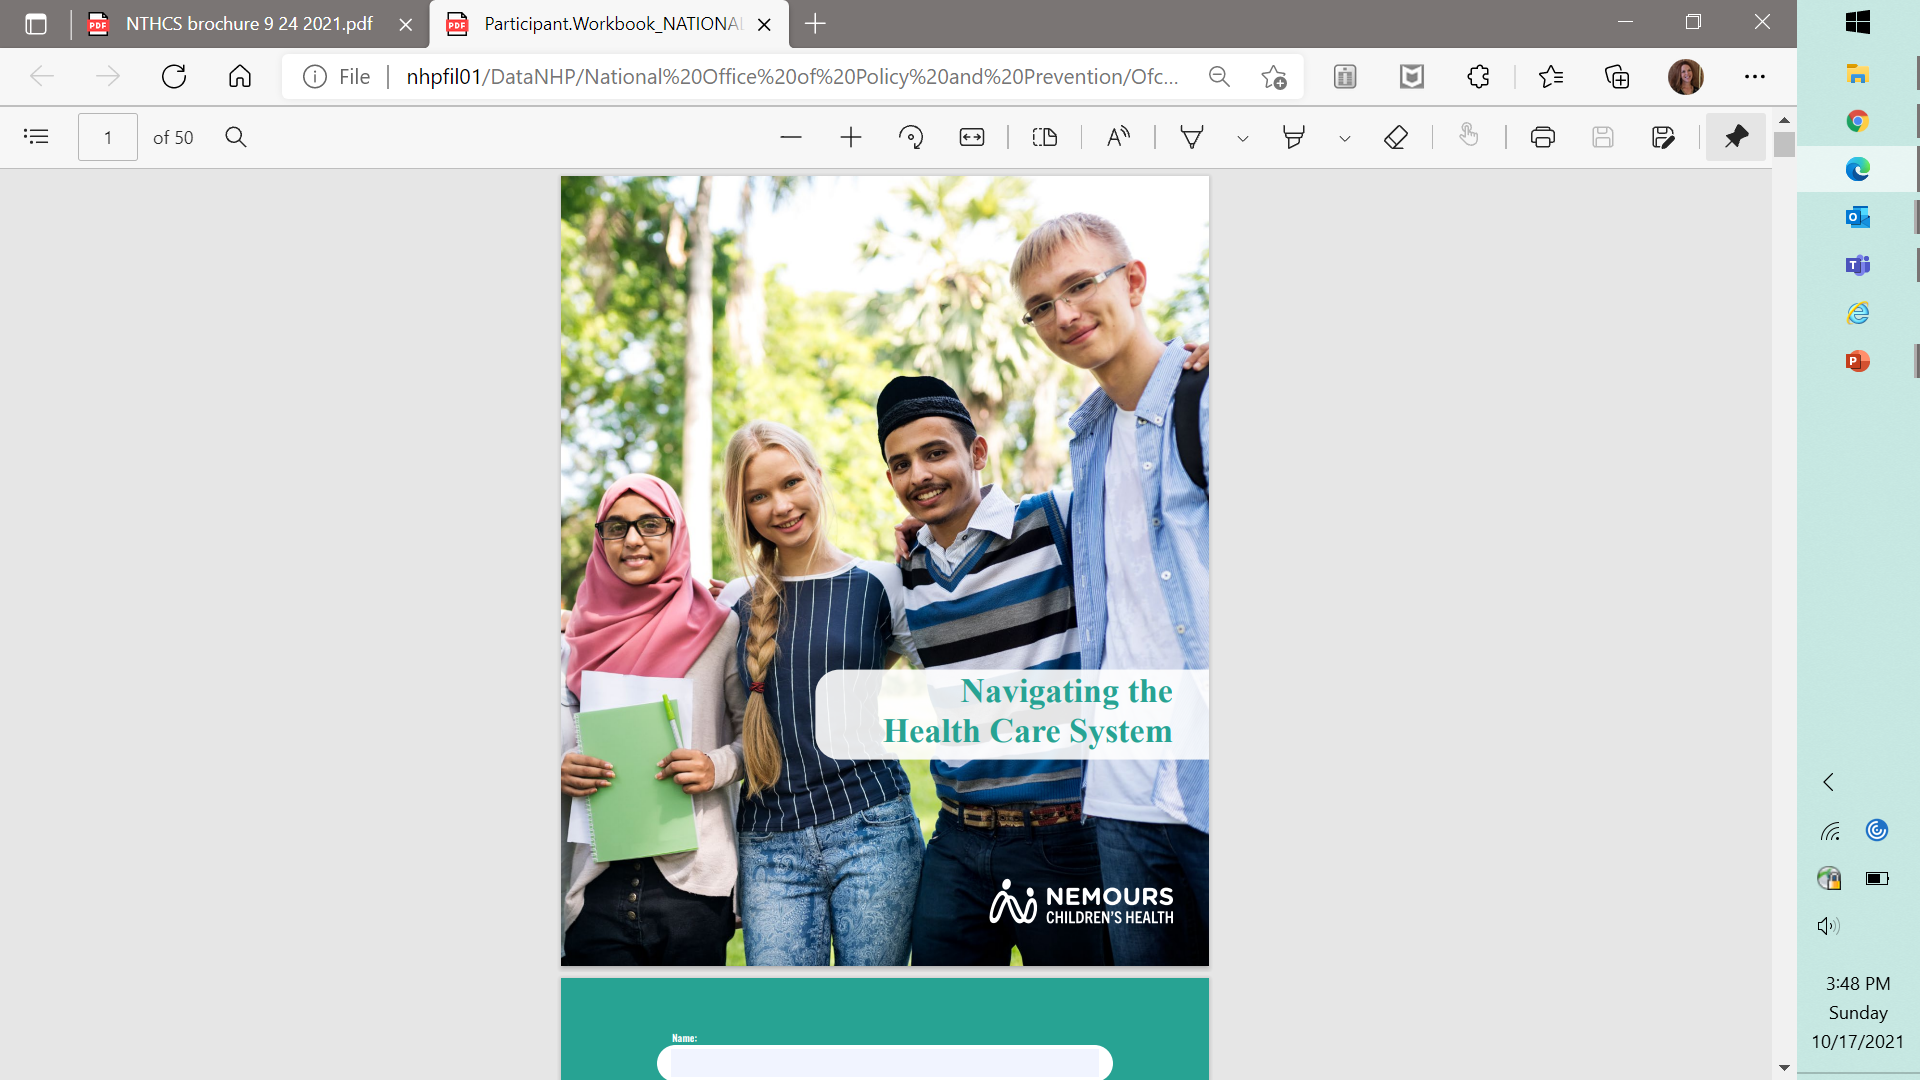 NTHCS brochure 9 24 2021.pdf
Participant.Workbook_NATIONAL
File
nhpfil01/DataNHP/National%20Office%20of%20Policy%20and%20Prevention/Ofc...
1 of 50
Navigating the
Health Care System
NEMOURS
CHILDREN'S HEALTH
Name:
3:48 PM
Sunday
10/17/2021